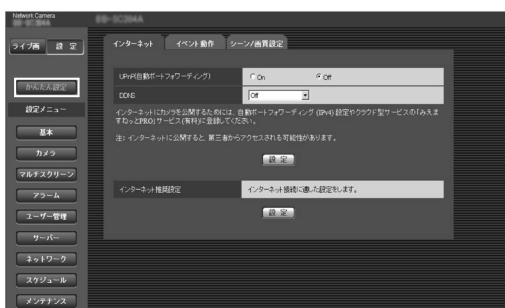 Network Camera
BB-SC384A
BB-SC384A
ライブ画
設 定
かんたん設定
設定メニュー
基本
カメラ
マルチスクリーン
アラーム
ユーザー管理
サーバー
ネットワーク
スケジュール
メンテナンス
インターネット
イベント動作
シーン/画質設定
UPnP(自動ポートフォワーディング)
On
Off
DDNS
Off
インターネットにカメラを公開するためには、自動ポートフォワーディング (IPv4) 設定やクラウド型サービスの「みえま
すねっとPRO」サービス(有料)に登録してください。
注: インターネットに公開すると、第三者からアクセスされる可能性があります。
設 定
インターネット推奨設定
インターネット接続に適した設定をします。
設 定